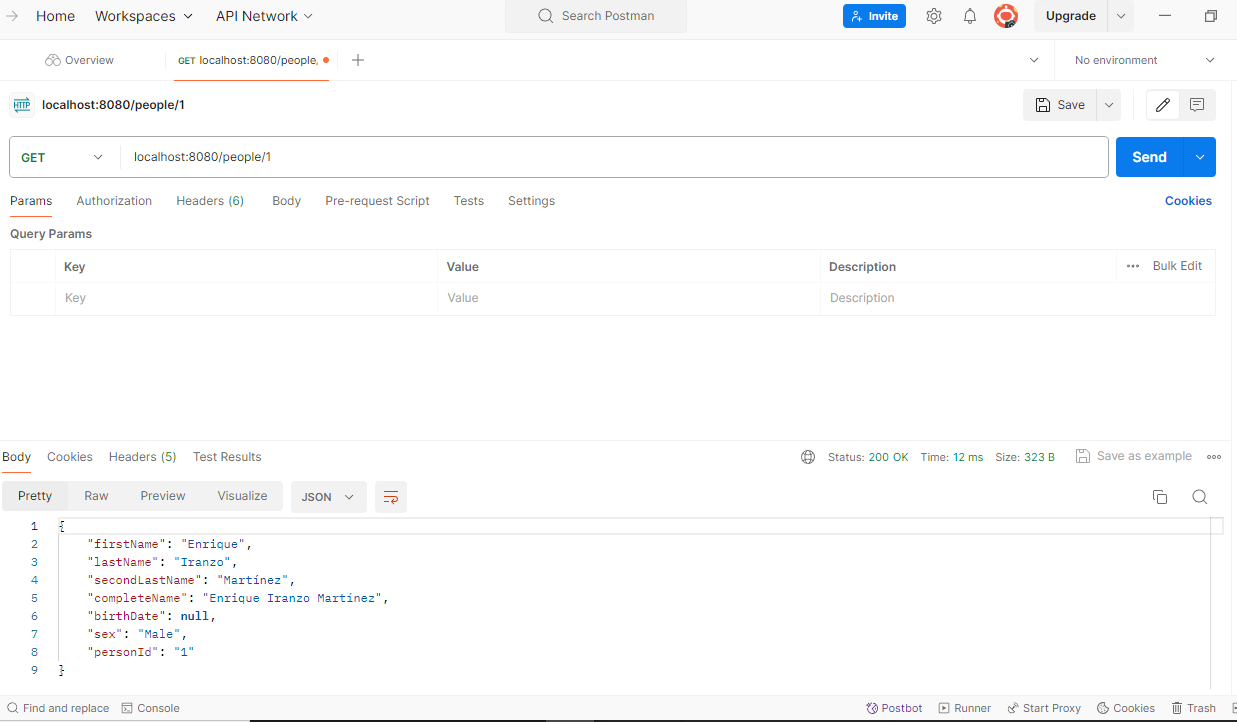 Home Workspaces API Network Search Postman Invite Upgrade
Overview GET localhost:8080/people, No environment
HTTP localhost:8080/people/1 Save
GET localhost:8080/people/1 Send
Params Authorization Headers (6) Body Pre-request Script Tests Settings Cookies
Query Params
Key Value Description Bulk Edit
Key Value Description
Body Cookies Headers (5) Test Results Status: 200 OK Time: 12 ms Size: 323 B Save as example
Pretty Raw Preview Visualize JSON
1 {
2 "firstName": "Enrique",
3 "lastName": "Iranzo",
4 "secondLastName": "Martínez",
5 "completeName": "Enrique Iranzo Martínez",
6 "birthDate": null,
7 "sex": "Male",
8 "personId": "1"
9 }
Find and replace Console Postbot Runner Start Proxy Cookies Trash